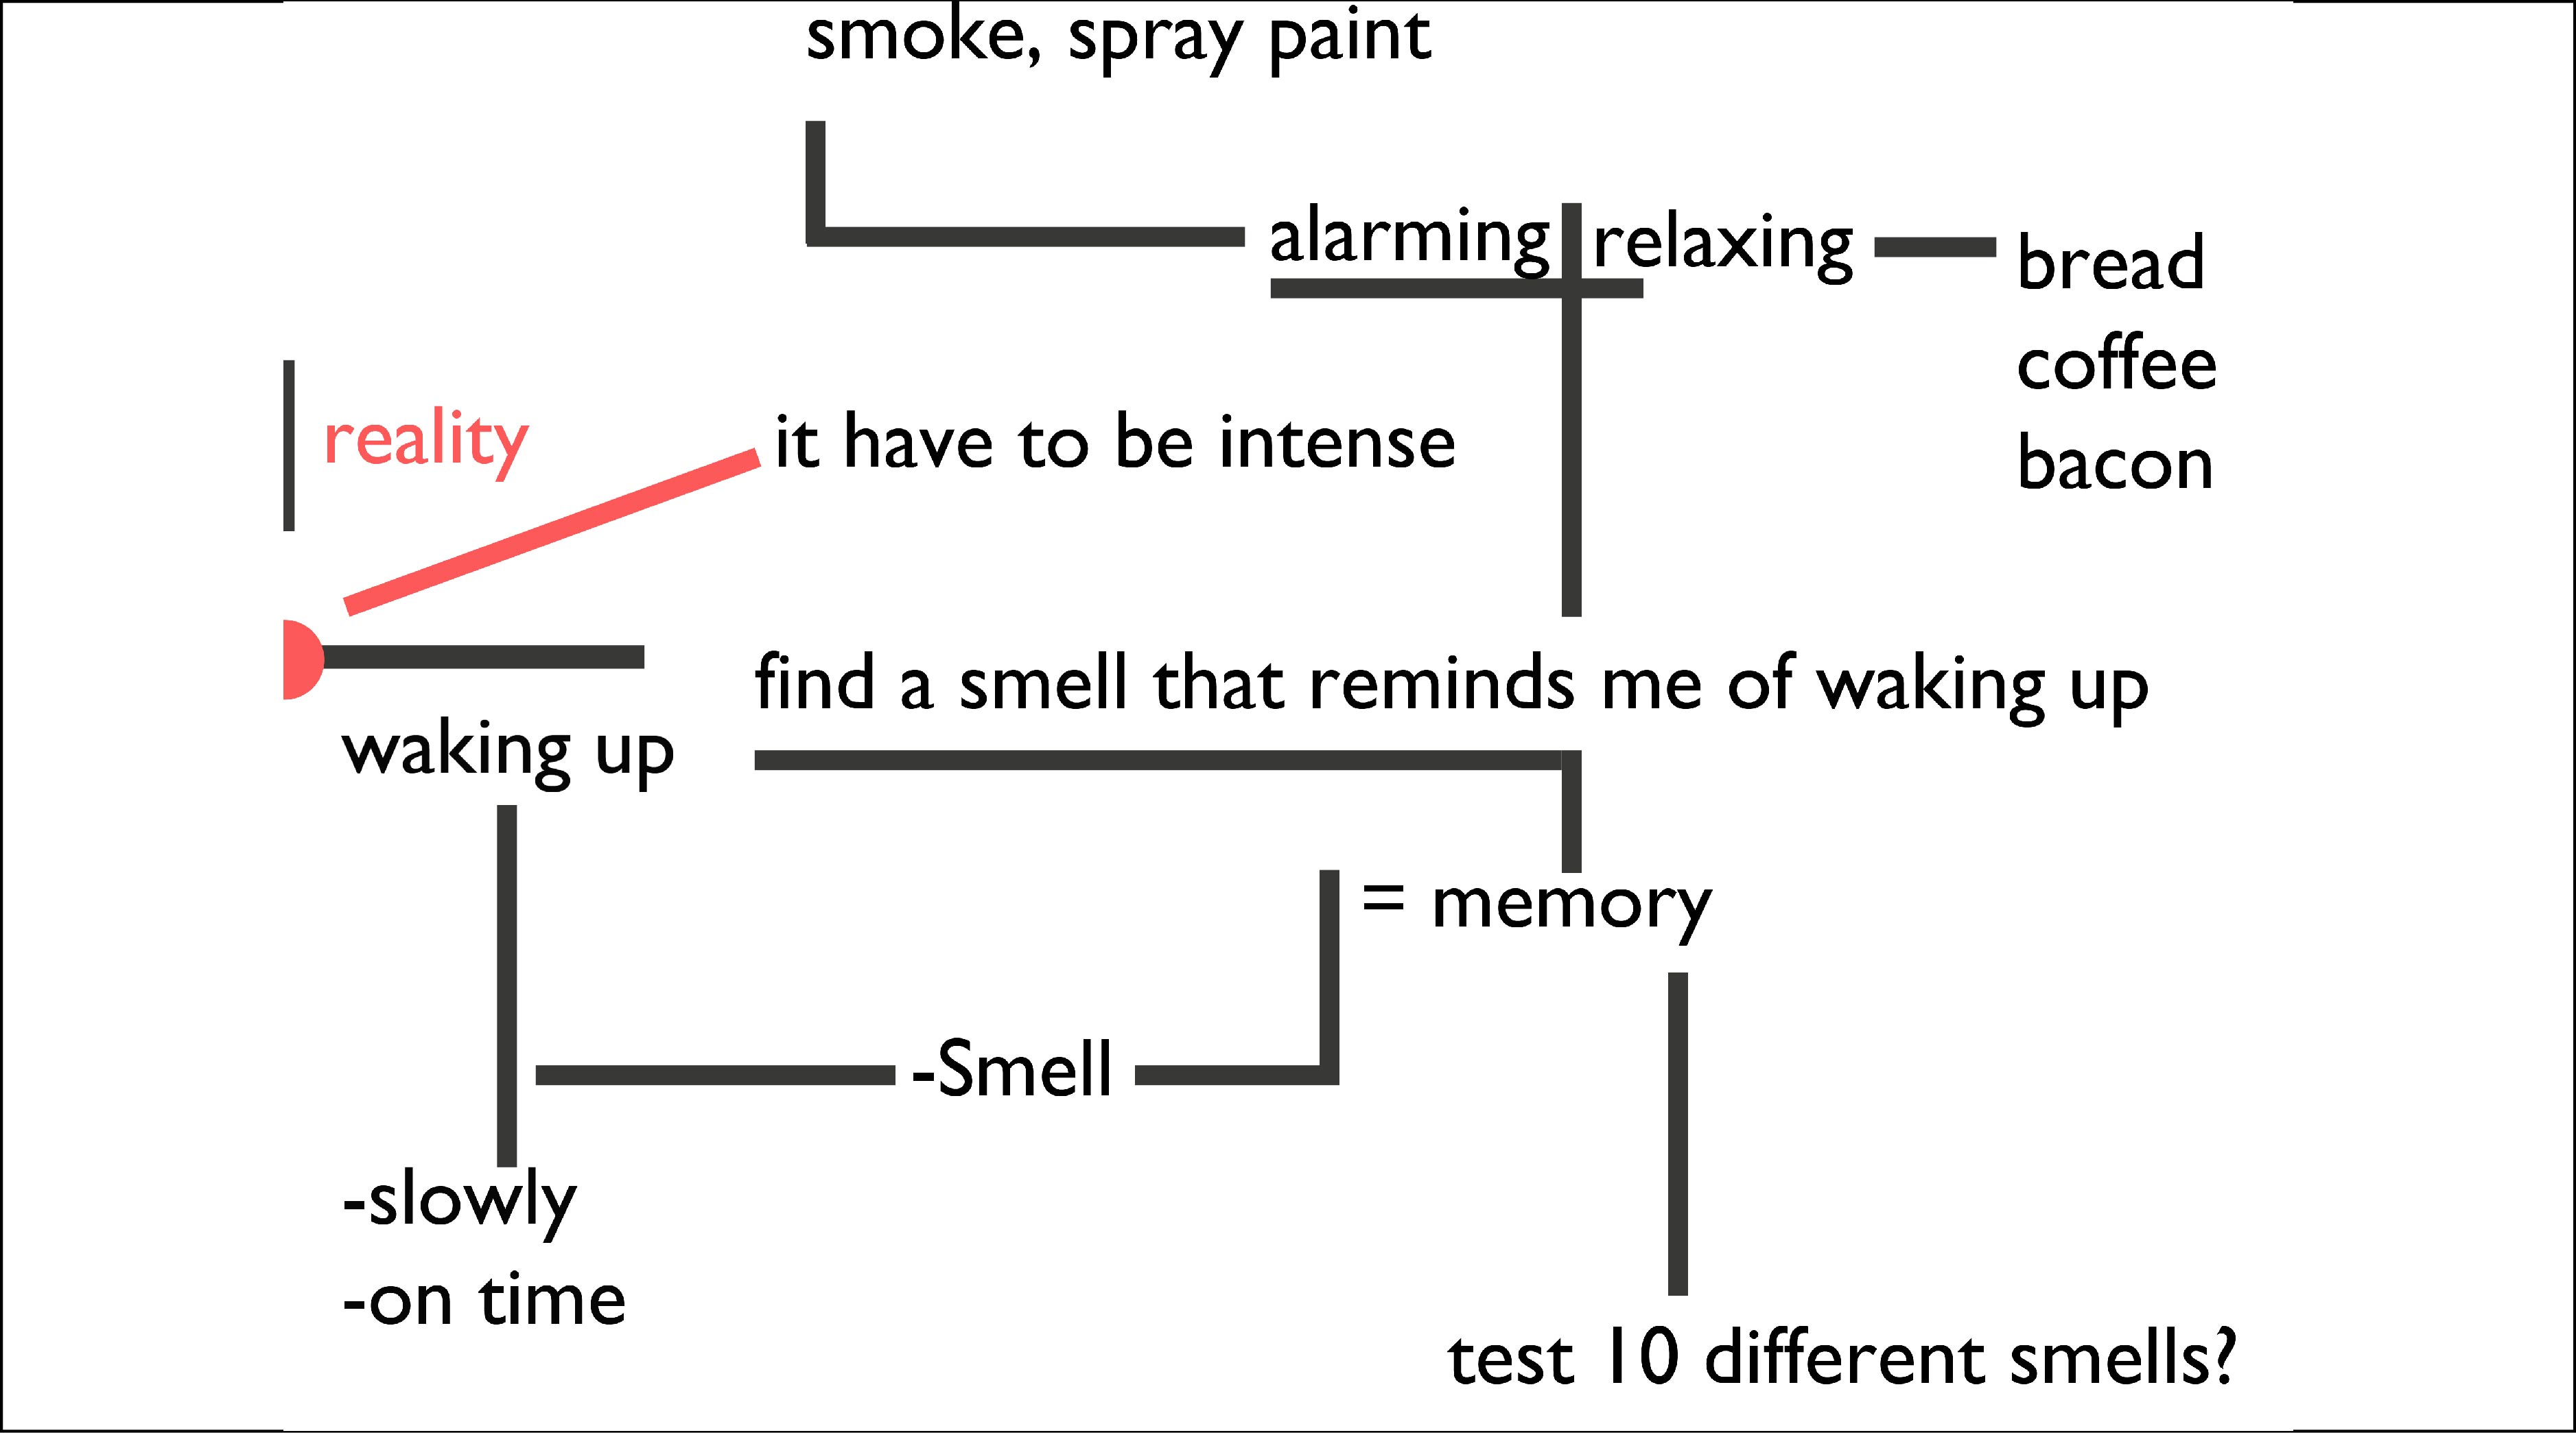 smoke, spray paint
alarming
relaxing
bread
coffee
bacon
reality
it have to be intense
find a smell that reminds me of waking up
waking up
= memory
-Smell
-slowly
-on time
test 10 different smells?